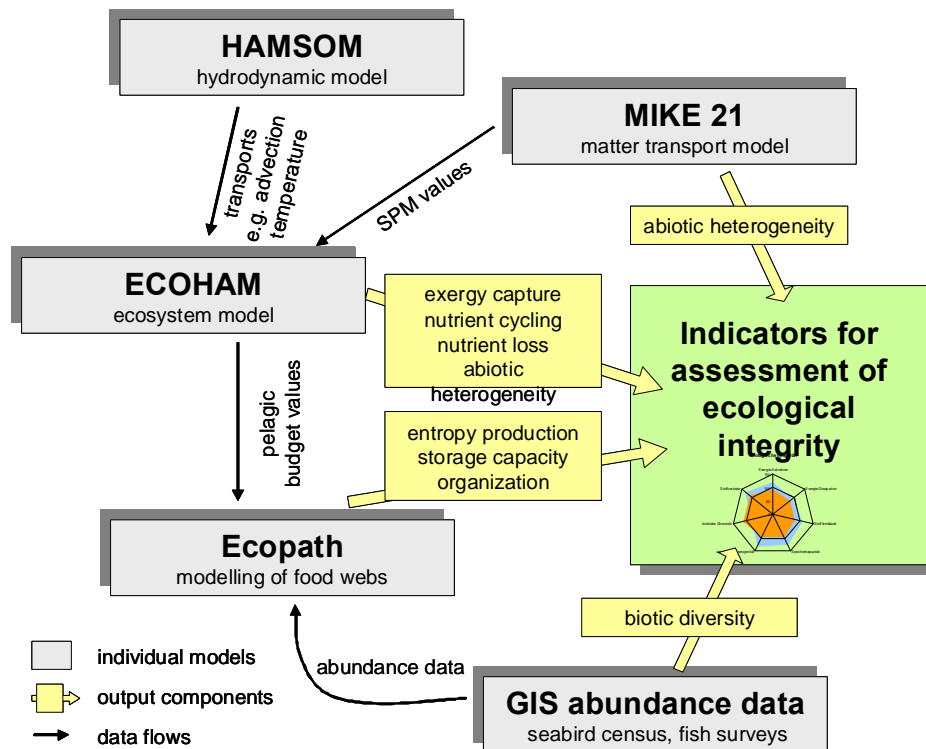 HAMSOM
hydrodynamic model
MIKE 21
matter transport model
transports
e.g. advection
temperature
SPM values
abiotic heterogeneity
ECOHAM
ecosystem model
exergy capture
nutrient cycling
nutrient loss
abiotic
heterogeneity
Indicators for
assessment of
ecological
integrity
pelagic
budget values
entropy production
storage capacity
organization
Ecopath
modelling of food webs
biotic diversity
individual models
output components
data flows
abundance data
GIS abundance data
seabird census, fish surveys